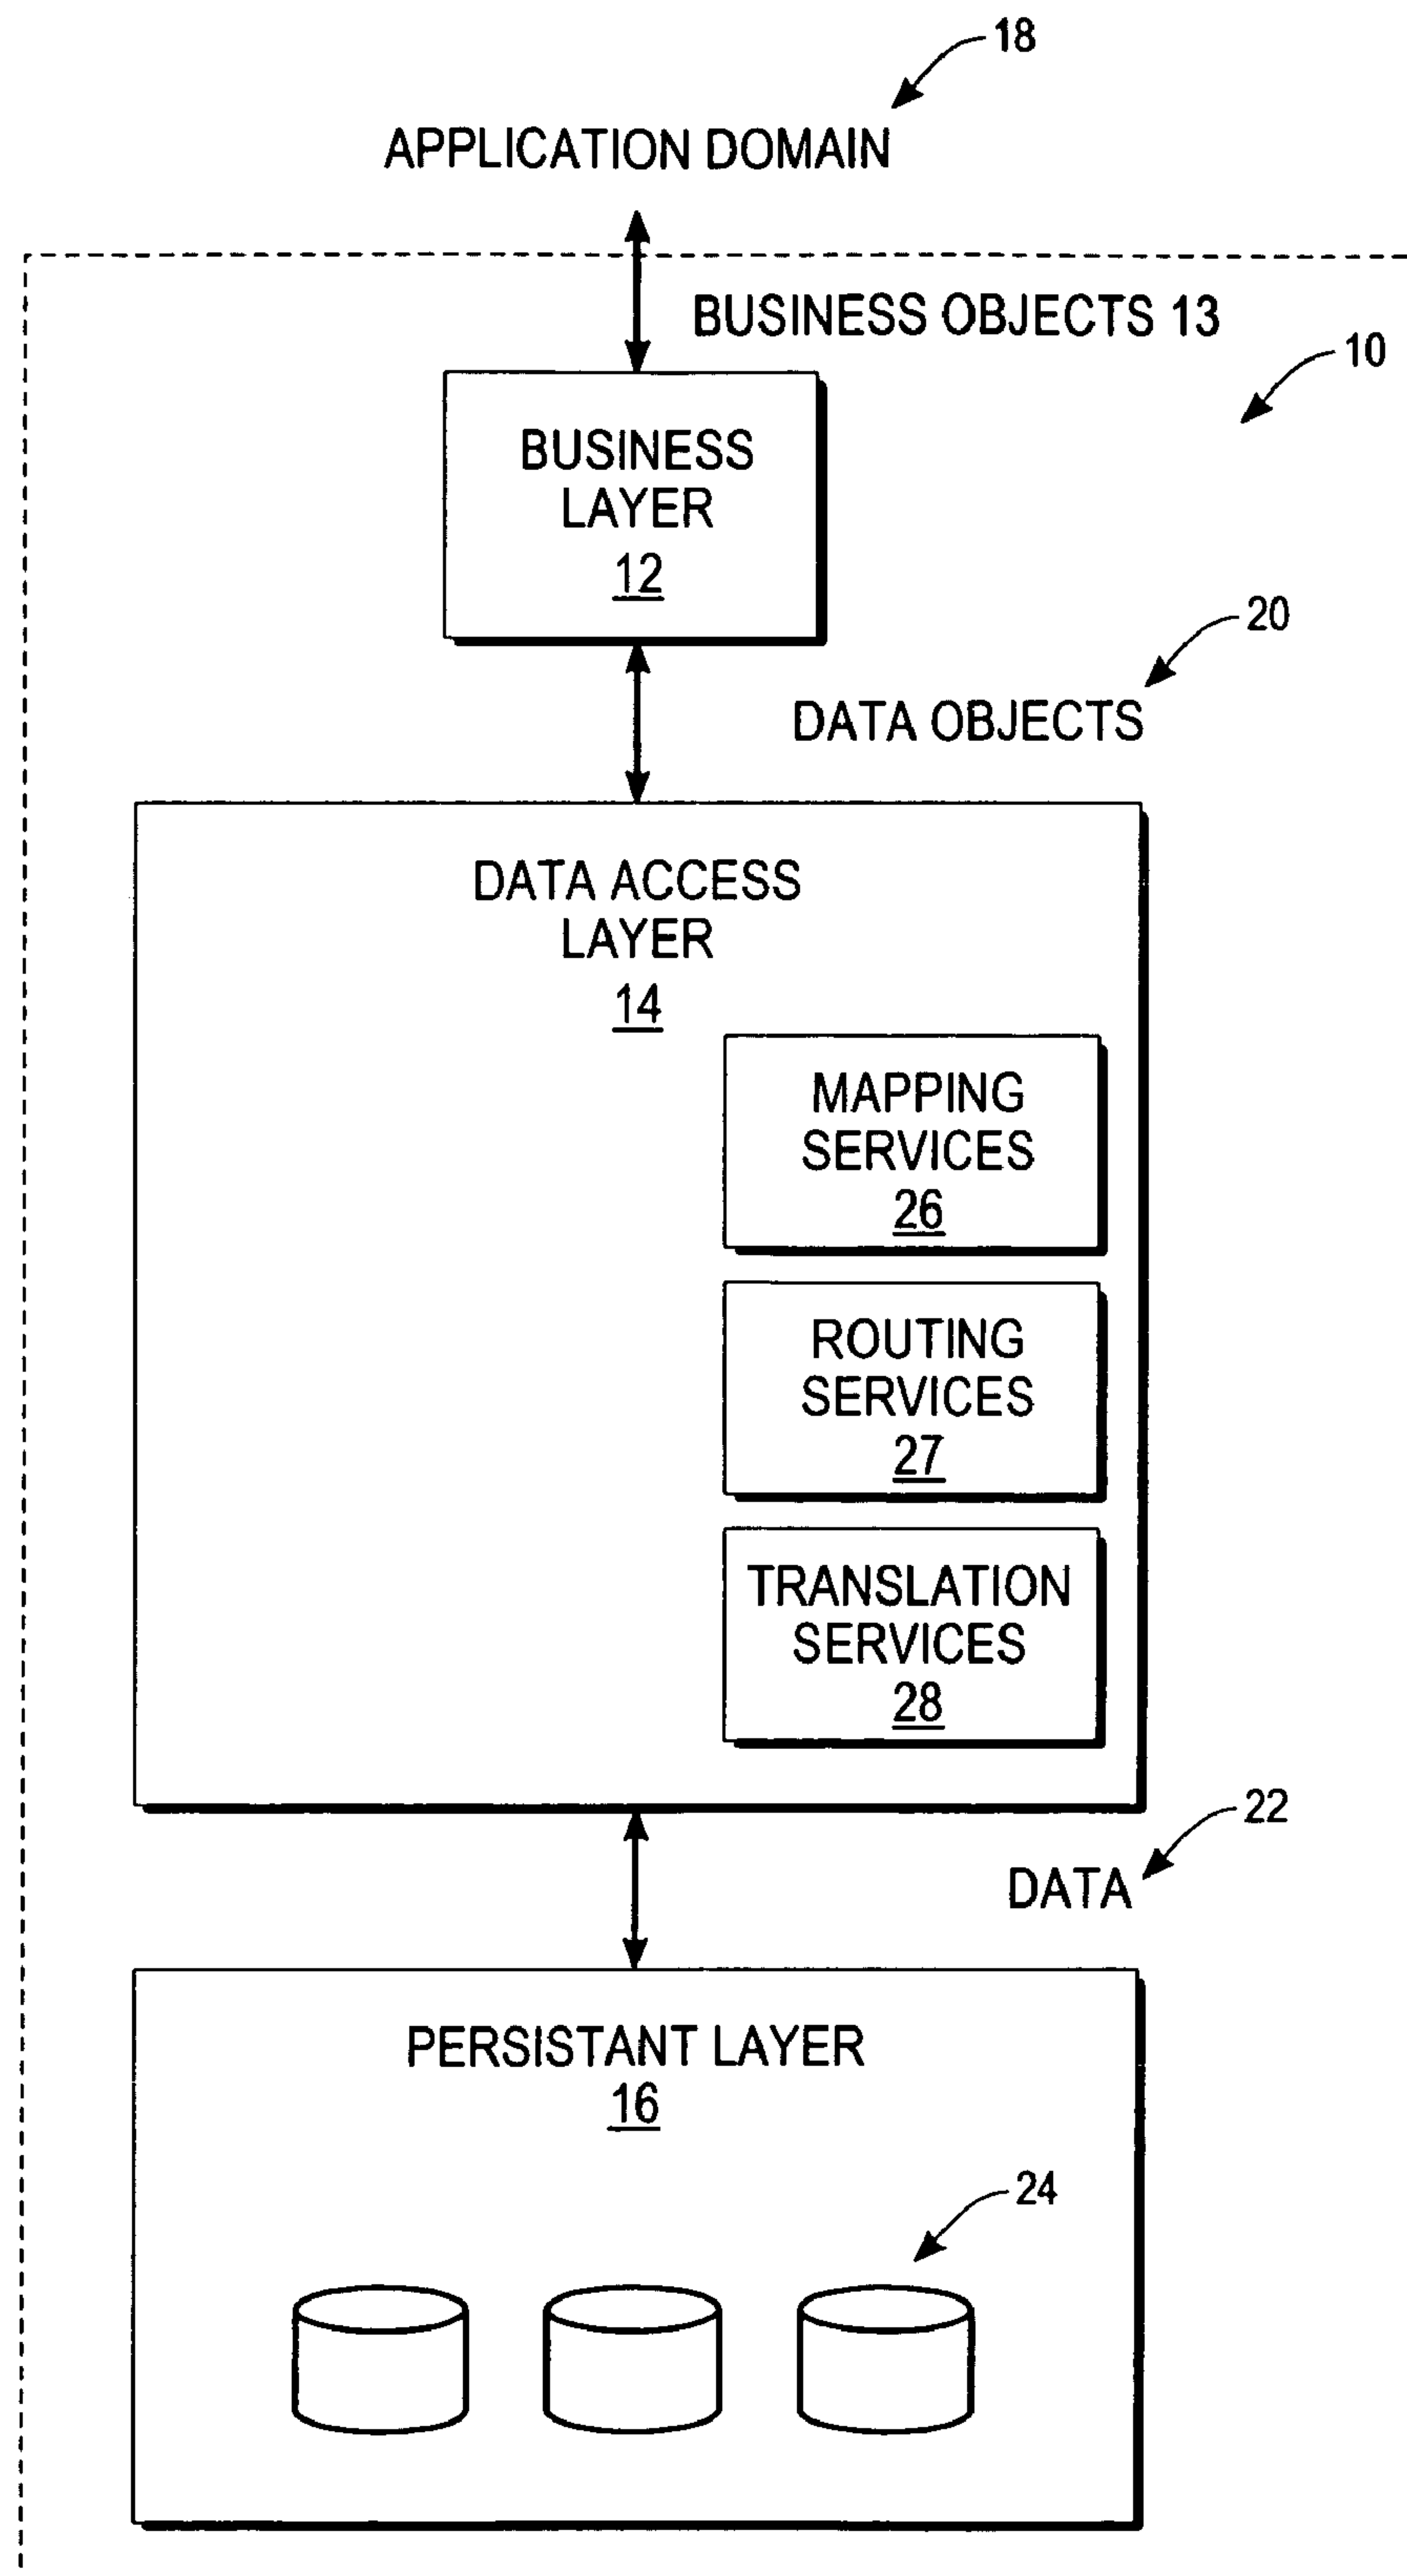 18
APPLICATION DOMAIN
BUSINESS OBJECTS 13
10
BUSINESS
LAYER
12
20
DATA OBJECTS
DATA ACCESS
LAYER
14
MAPPING
SERVICES
26
ROUTING
SERVICES
27
TRANSLATION
SERVICES
28
22
DATA
PERSISTANT LAYER
16
24